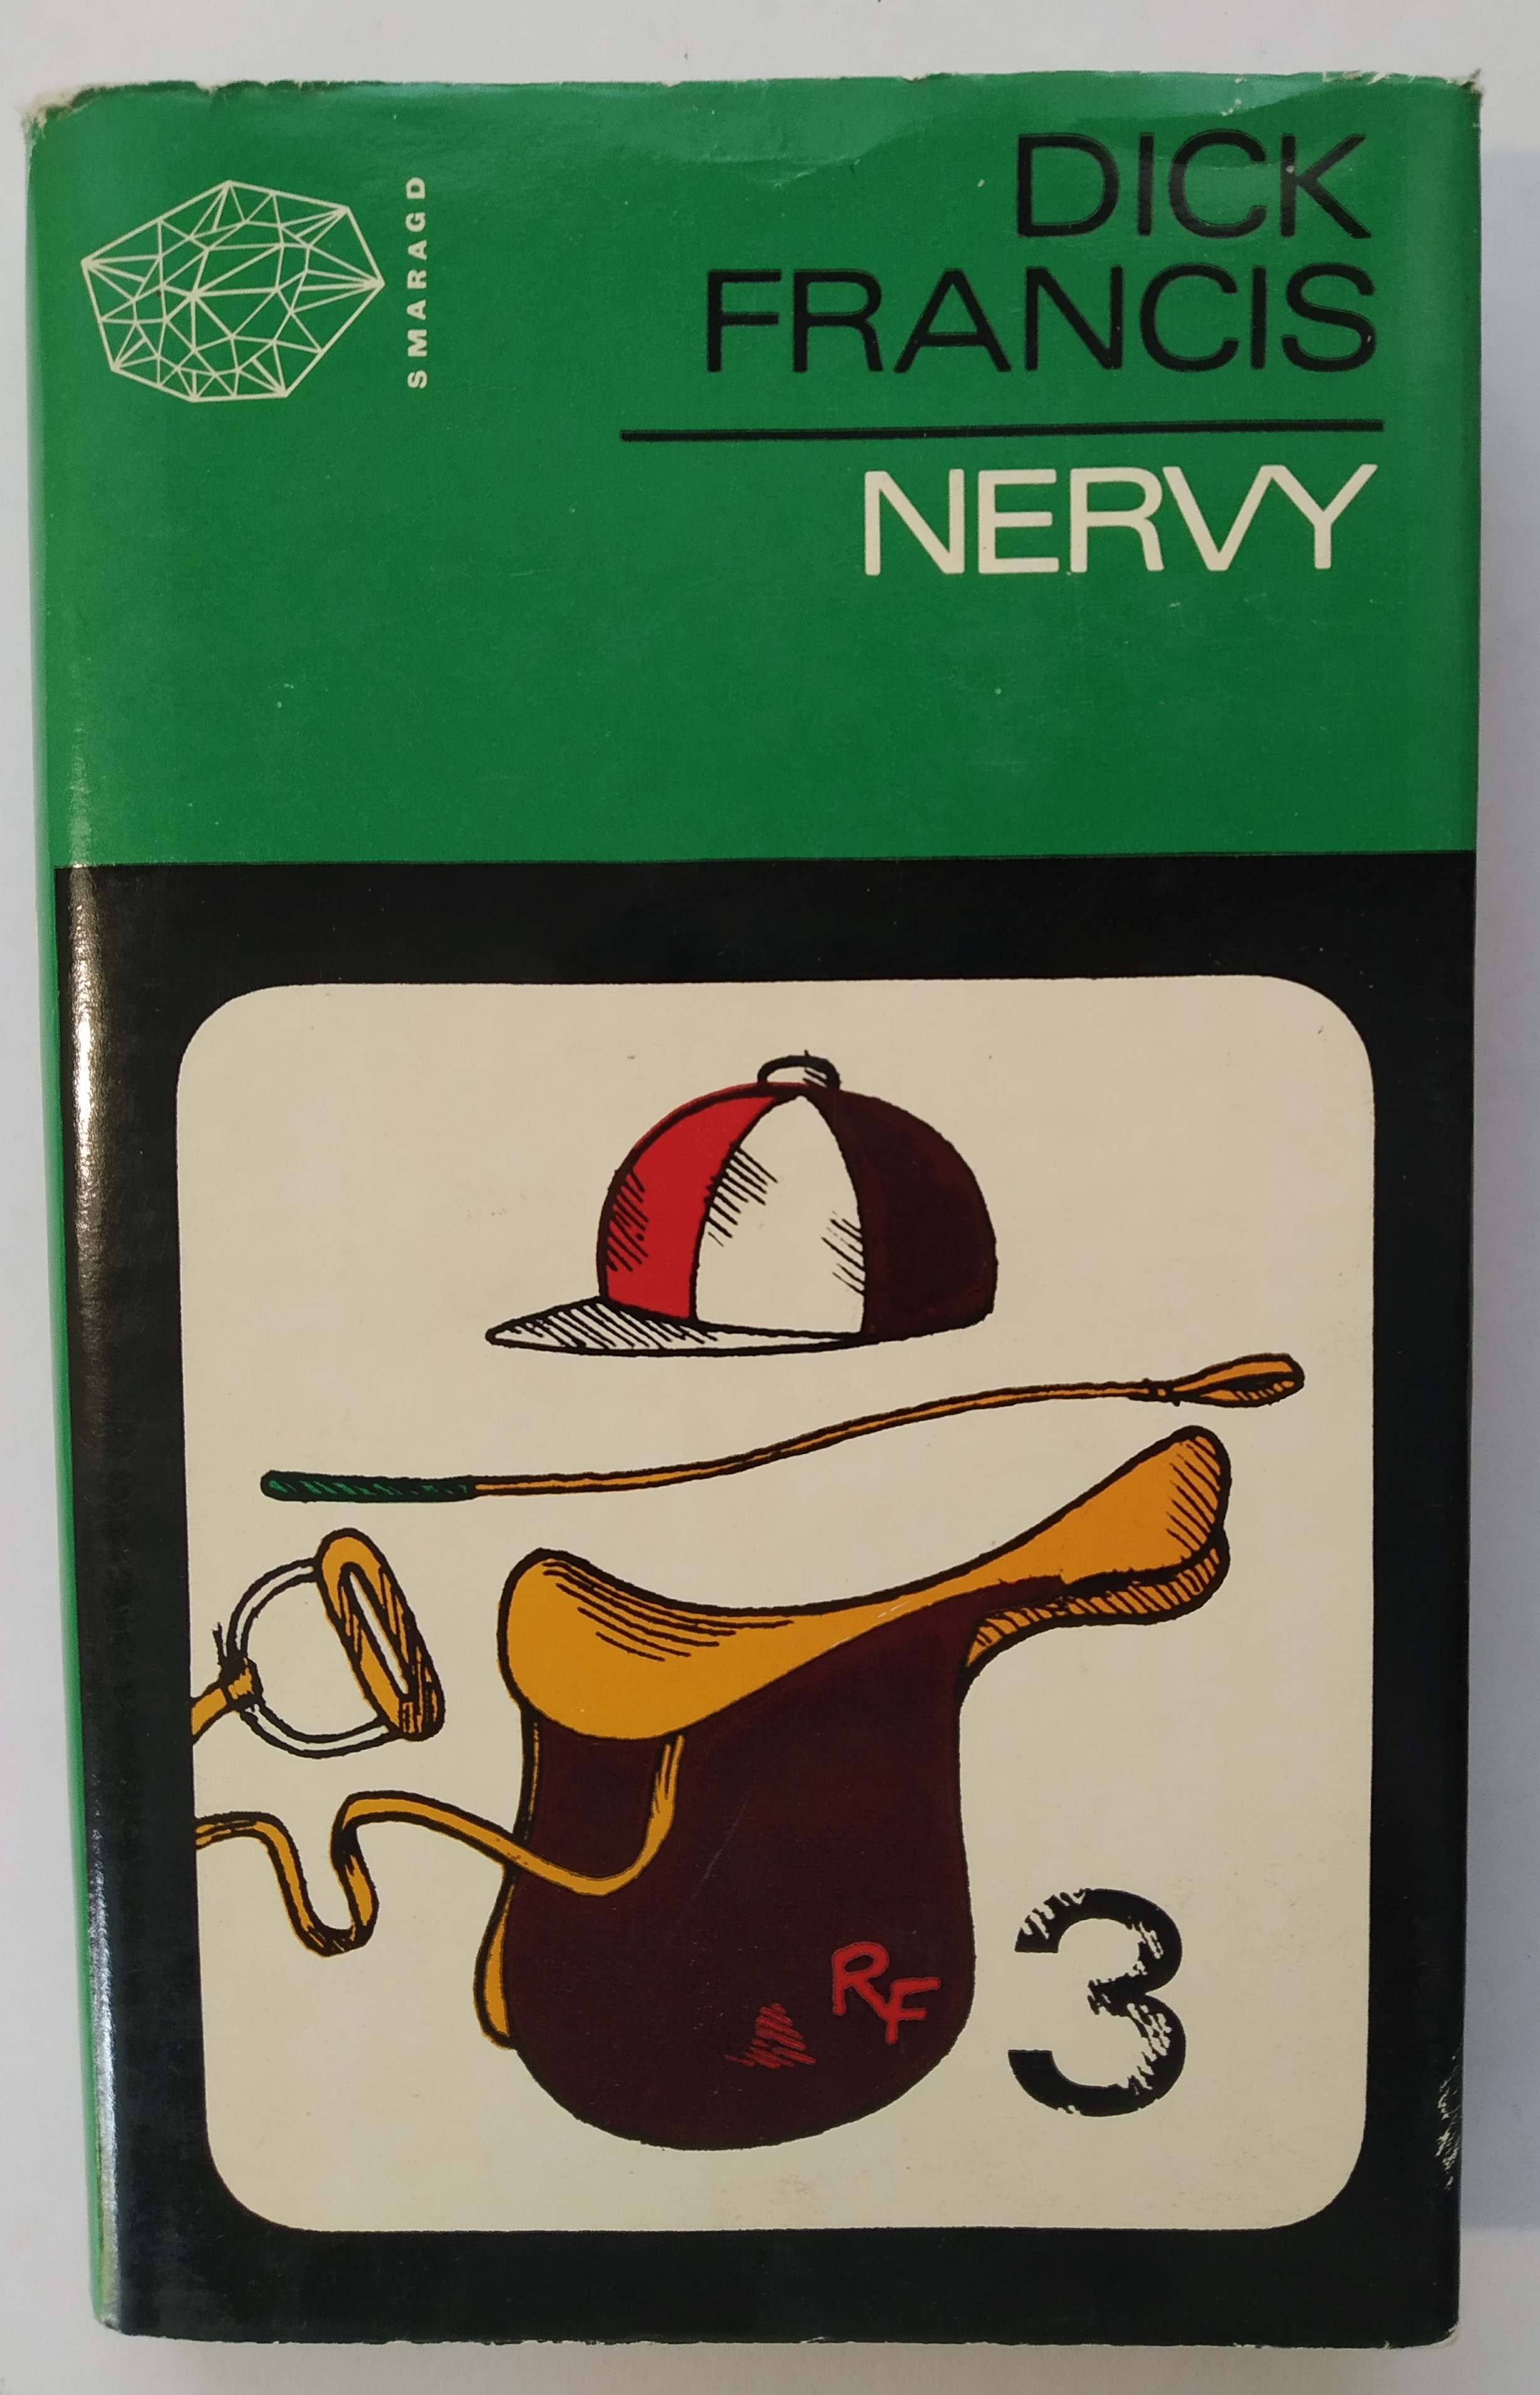 SMARAGD
DICK
FRANCIS
NERVY
RF
3